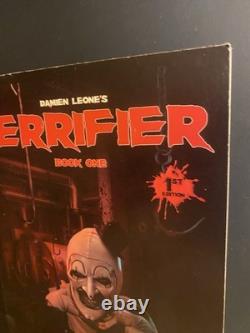 DAMIEN LEONE'S
ERRIFIER
BOOK ONE
1ST
EDITION